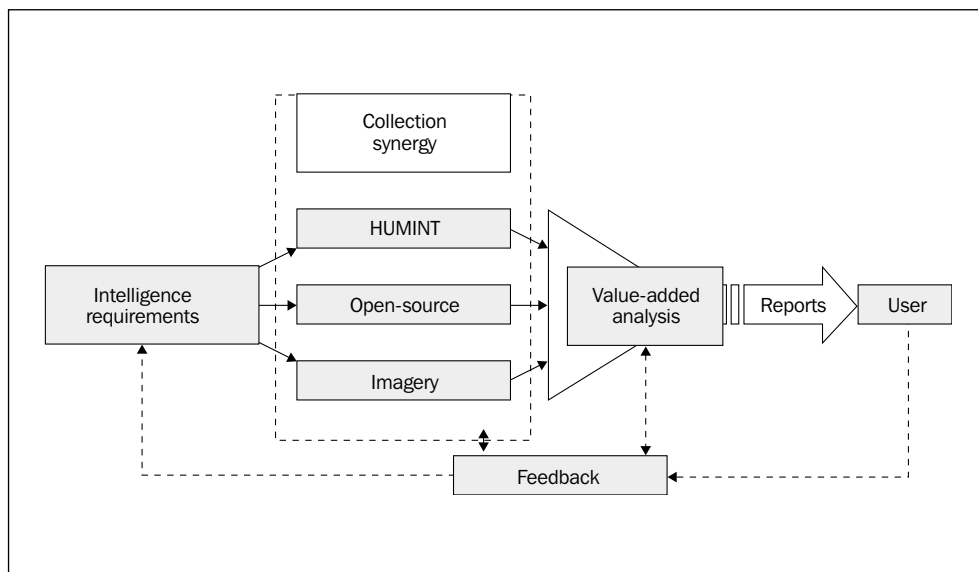 Collection
synergy
HUMINT
Intelligence
requirements
Open-source
Imagery
Value-added
analysis
Reports
User
Feedback